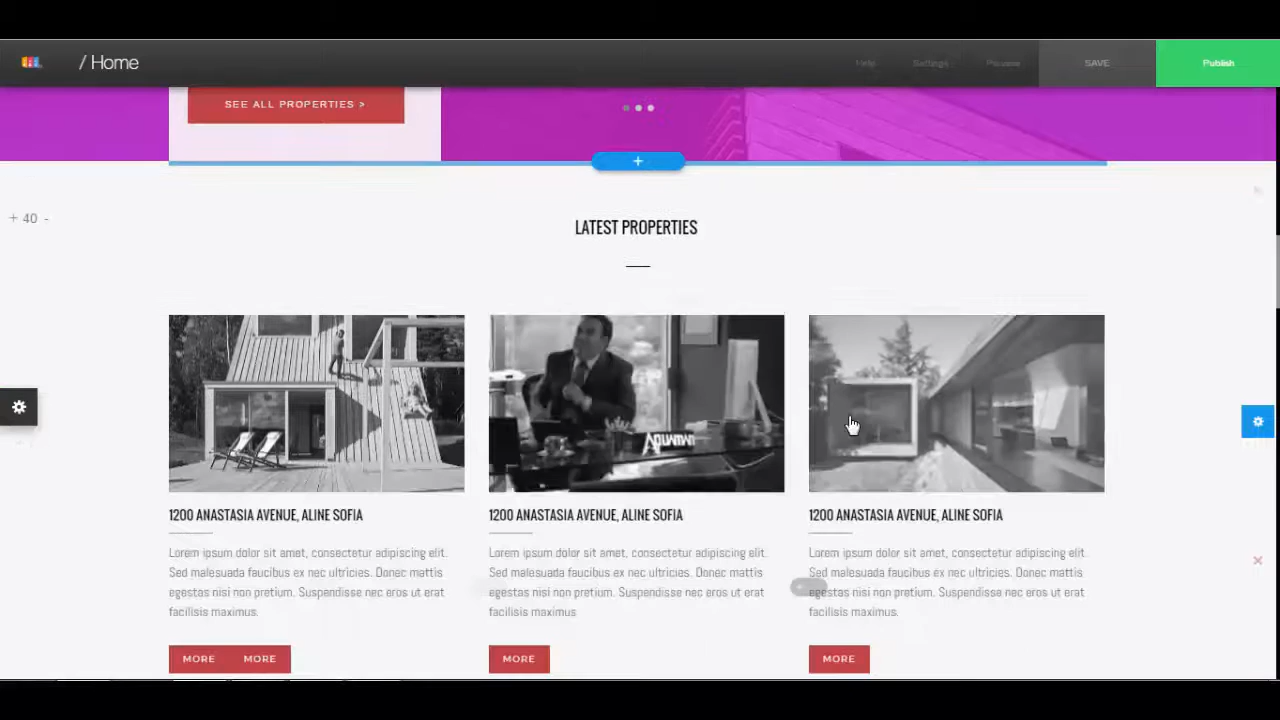 / Home
Help
Settings
Preview
SAVE
Publish
SEE ALL PROPERTIES >
+
+ 40 -
LATEST PROPERTIES
1200 ANASTASIA AVENUE, ALINE SOFIA
Lorem ipsum dolor sit amet, consectetur adipiscing elit.
Sed malesuada faucibus ex nec ultricies. Donec mattis
egestas nisi non pretium. Suspendisse nec eros ut erat
facilisis maximus.
MORE MORE
1200 ANASTASIA AVENUE, ALINE SOFIA
Lorem ipsum dolor sit amet, consectetur adipiscing elit.
Sed malesuada faucibus ex nec ultricies. Donec mattis
egestas nisi non pretium. Suspendisse nec eros ut erat
facilisis maximus.
MORE
1200 ANASTASIA AVENUE, ALINE SOFIA
Lorem ipsum dolor sit amet, consectetur adipiscing elit.
Sed malesuada faucibus ex nec ultricies. Donec mattis
egestas nisi non pretium. Suspendisse nec eros ut erat
facilisis maximus.
MORE